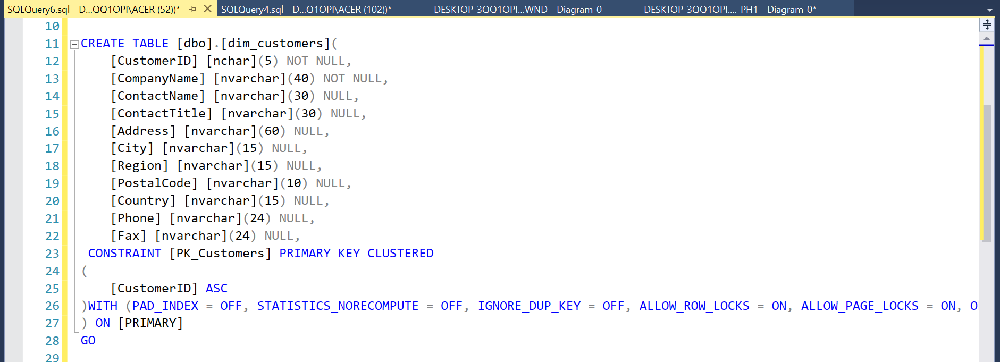 SQLQuery6.sql - D...QQ1OPI\ACER (52))* SQLQuery4.sql - D...Q1OPI\ACER (102))* DESKTOP-3QQ1OPI...WND - Diagram_0 DESKTOP-3QQ1OPI...._PH1 - Diagram_0*
10
11 CREATE TABLE [dbo].[dim_customers](
12 [CustomerID] [nchar](5) NOT NULL,
13 [CompanyName] [nvarchar](40) NOT NULL,
14 [ContactName] [nvarchar](30) NULL,
15 [ContactTitle] [nvarchar](30) NULL,
16 [Address] [nvarchar](60) NULL,
17 [City] [nvarchar](15) NULL,
18 [Region] [nvarchar](15) NULL,
19 [PostalCode] [nvarchar](10) NULL,
20 [Country] [nvarchar](15) NULL,
21 [Phone] [nvarchar](24) NULL,
22 [Fax] [nvarchar](24) NULL,
23 CONSTRAINT [PK_Customers] PRIMARY KEY CLUSTERED
24 (
25 [CustomerID] ASC
26 )WITH (PAD_INDEX = OFF, STATISTICS_NORECOMPUTE = OFF, IGNORE_DUP_KEY = OFF, ALLOW_ROW_LOCKS = ON, ALLOW_PAGE_LOCKS = ON, O
27 ) ON [PRIMARY]
28 GO
29